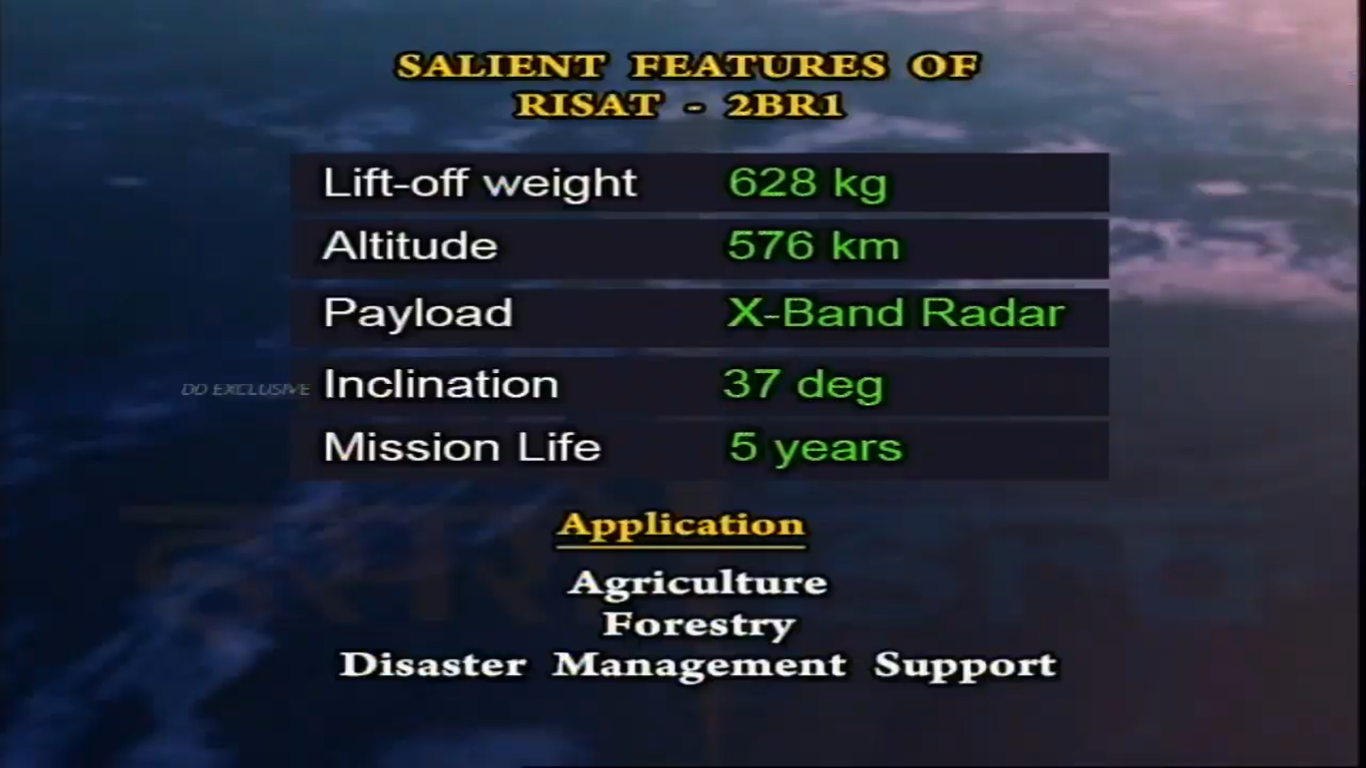 SALIENT FEATURES OF
RISAT - 2BR1
Lift-off weight 628 kg
Altitude 576 km
Payload X-Band Radar
DD EXCLUSIVE Inclination 37 deg
Mission Life 5 years
Application
Agriculture
Forestry
Disaster Management Support